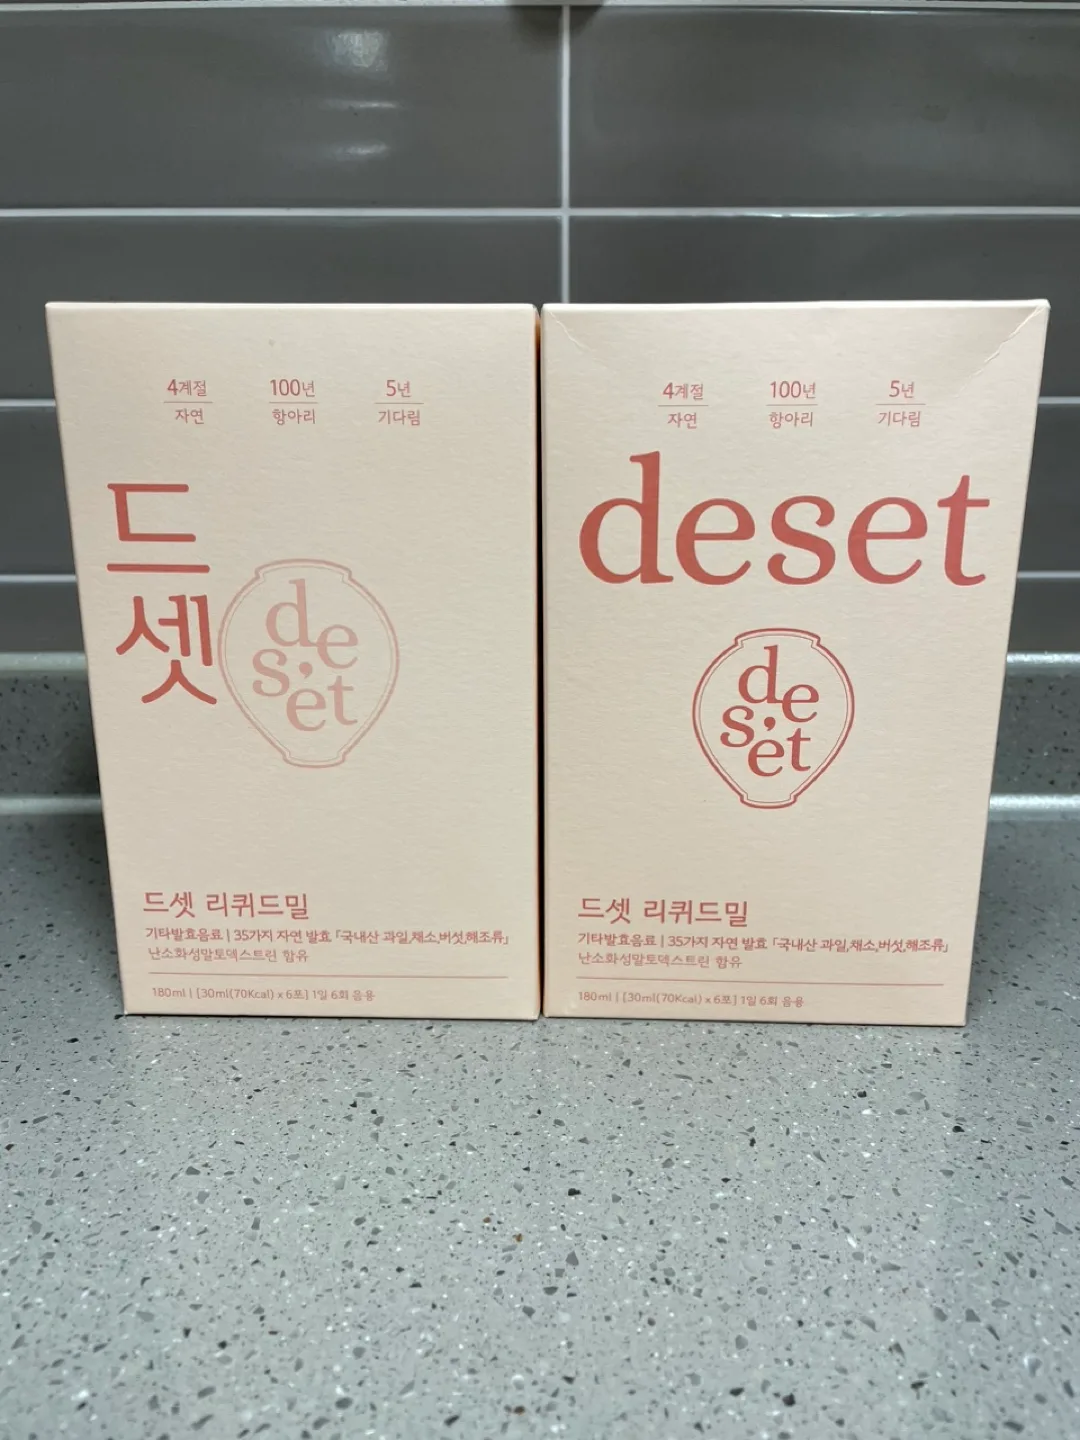 4계절 100년 5년
자연 항아리 기다림
드
셋
de
s'et
드셋 리퀴드밀
기타발효음료 | 35가지 자연 발효 「국내산 과일,채소,버섯,해조류」
난소화성말토덱스트린 함유
180ml | [30ml(70Kcal) x 6포] 1일 6회 음용
4계절 100년 5년
자연 항아리 기다림
deset
de
s'et
드셋 리퀴드밀
기타발효음료 | 35가지 자연 발효 「국내산 과일,채소,버섯,해조류」
난소화성말토덱스트린 함유
180ml | [30ml(70Kcal) x 6포] 1일 6회 음용